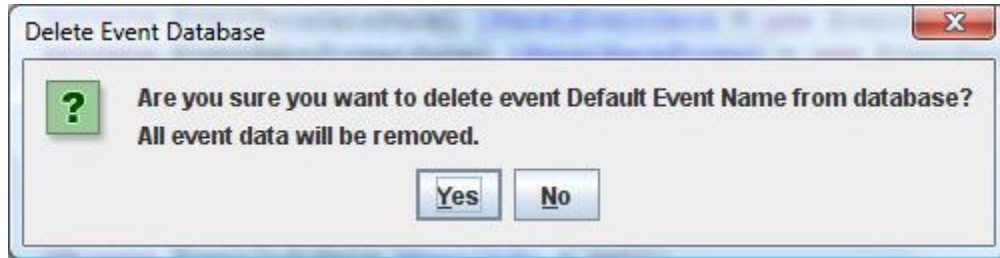 Delete Event Database
Are you sure you want to delete event Default Event Name from database?
All event data will be removed.
Yes No